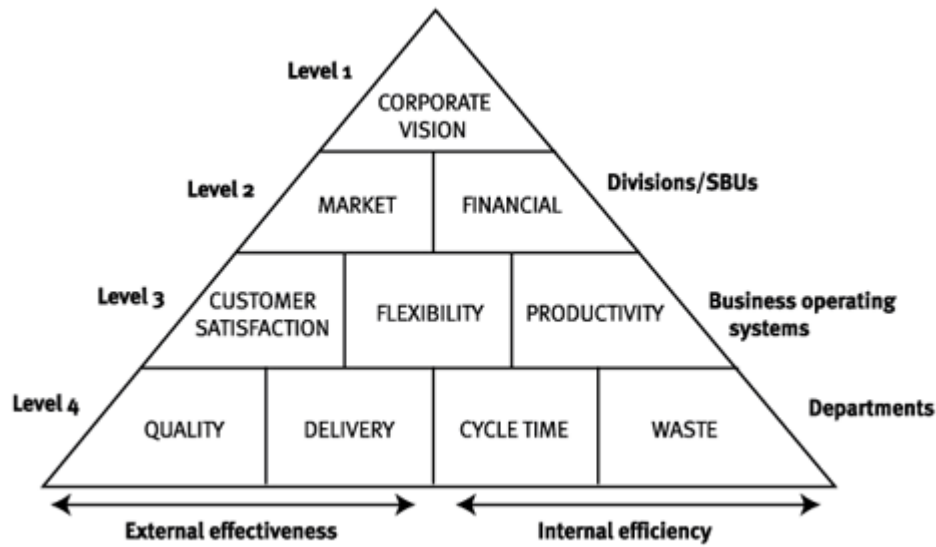 Level 1
CORPORATE
VISION
Level 2
MARKET
FINANCIAL
Divisions/SBUs
Level 3
CUSTOMER
SATISFACTION
FLEXIBILITY
PRODUCTIVITY
Business operating
systems
Level 4
QUALITY
DELIVERY
CYCLE TIME
WASTE
Departments
External effectiveness
Internal efficiency